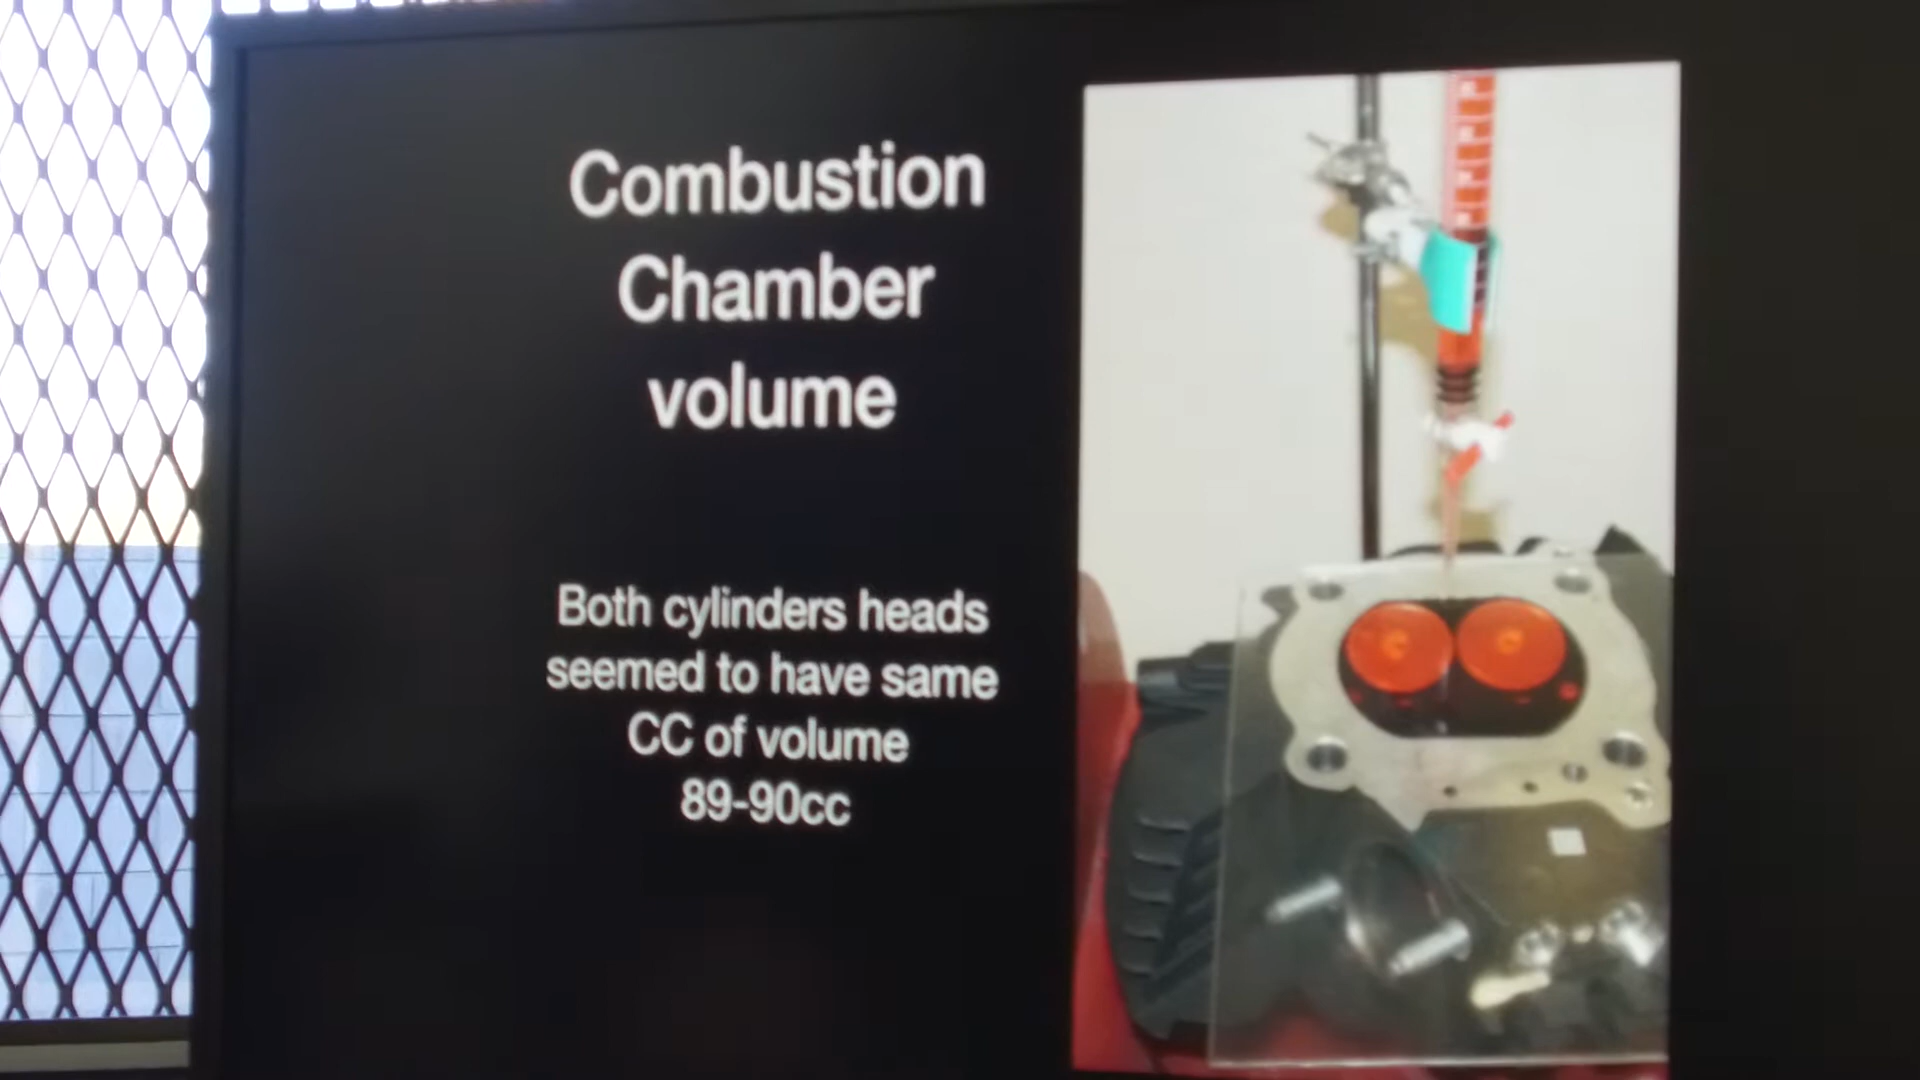 Combustion
Chamber
volume
Both cylinders heads
seemed to have same
CC of volume
89-90cc